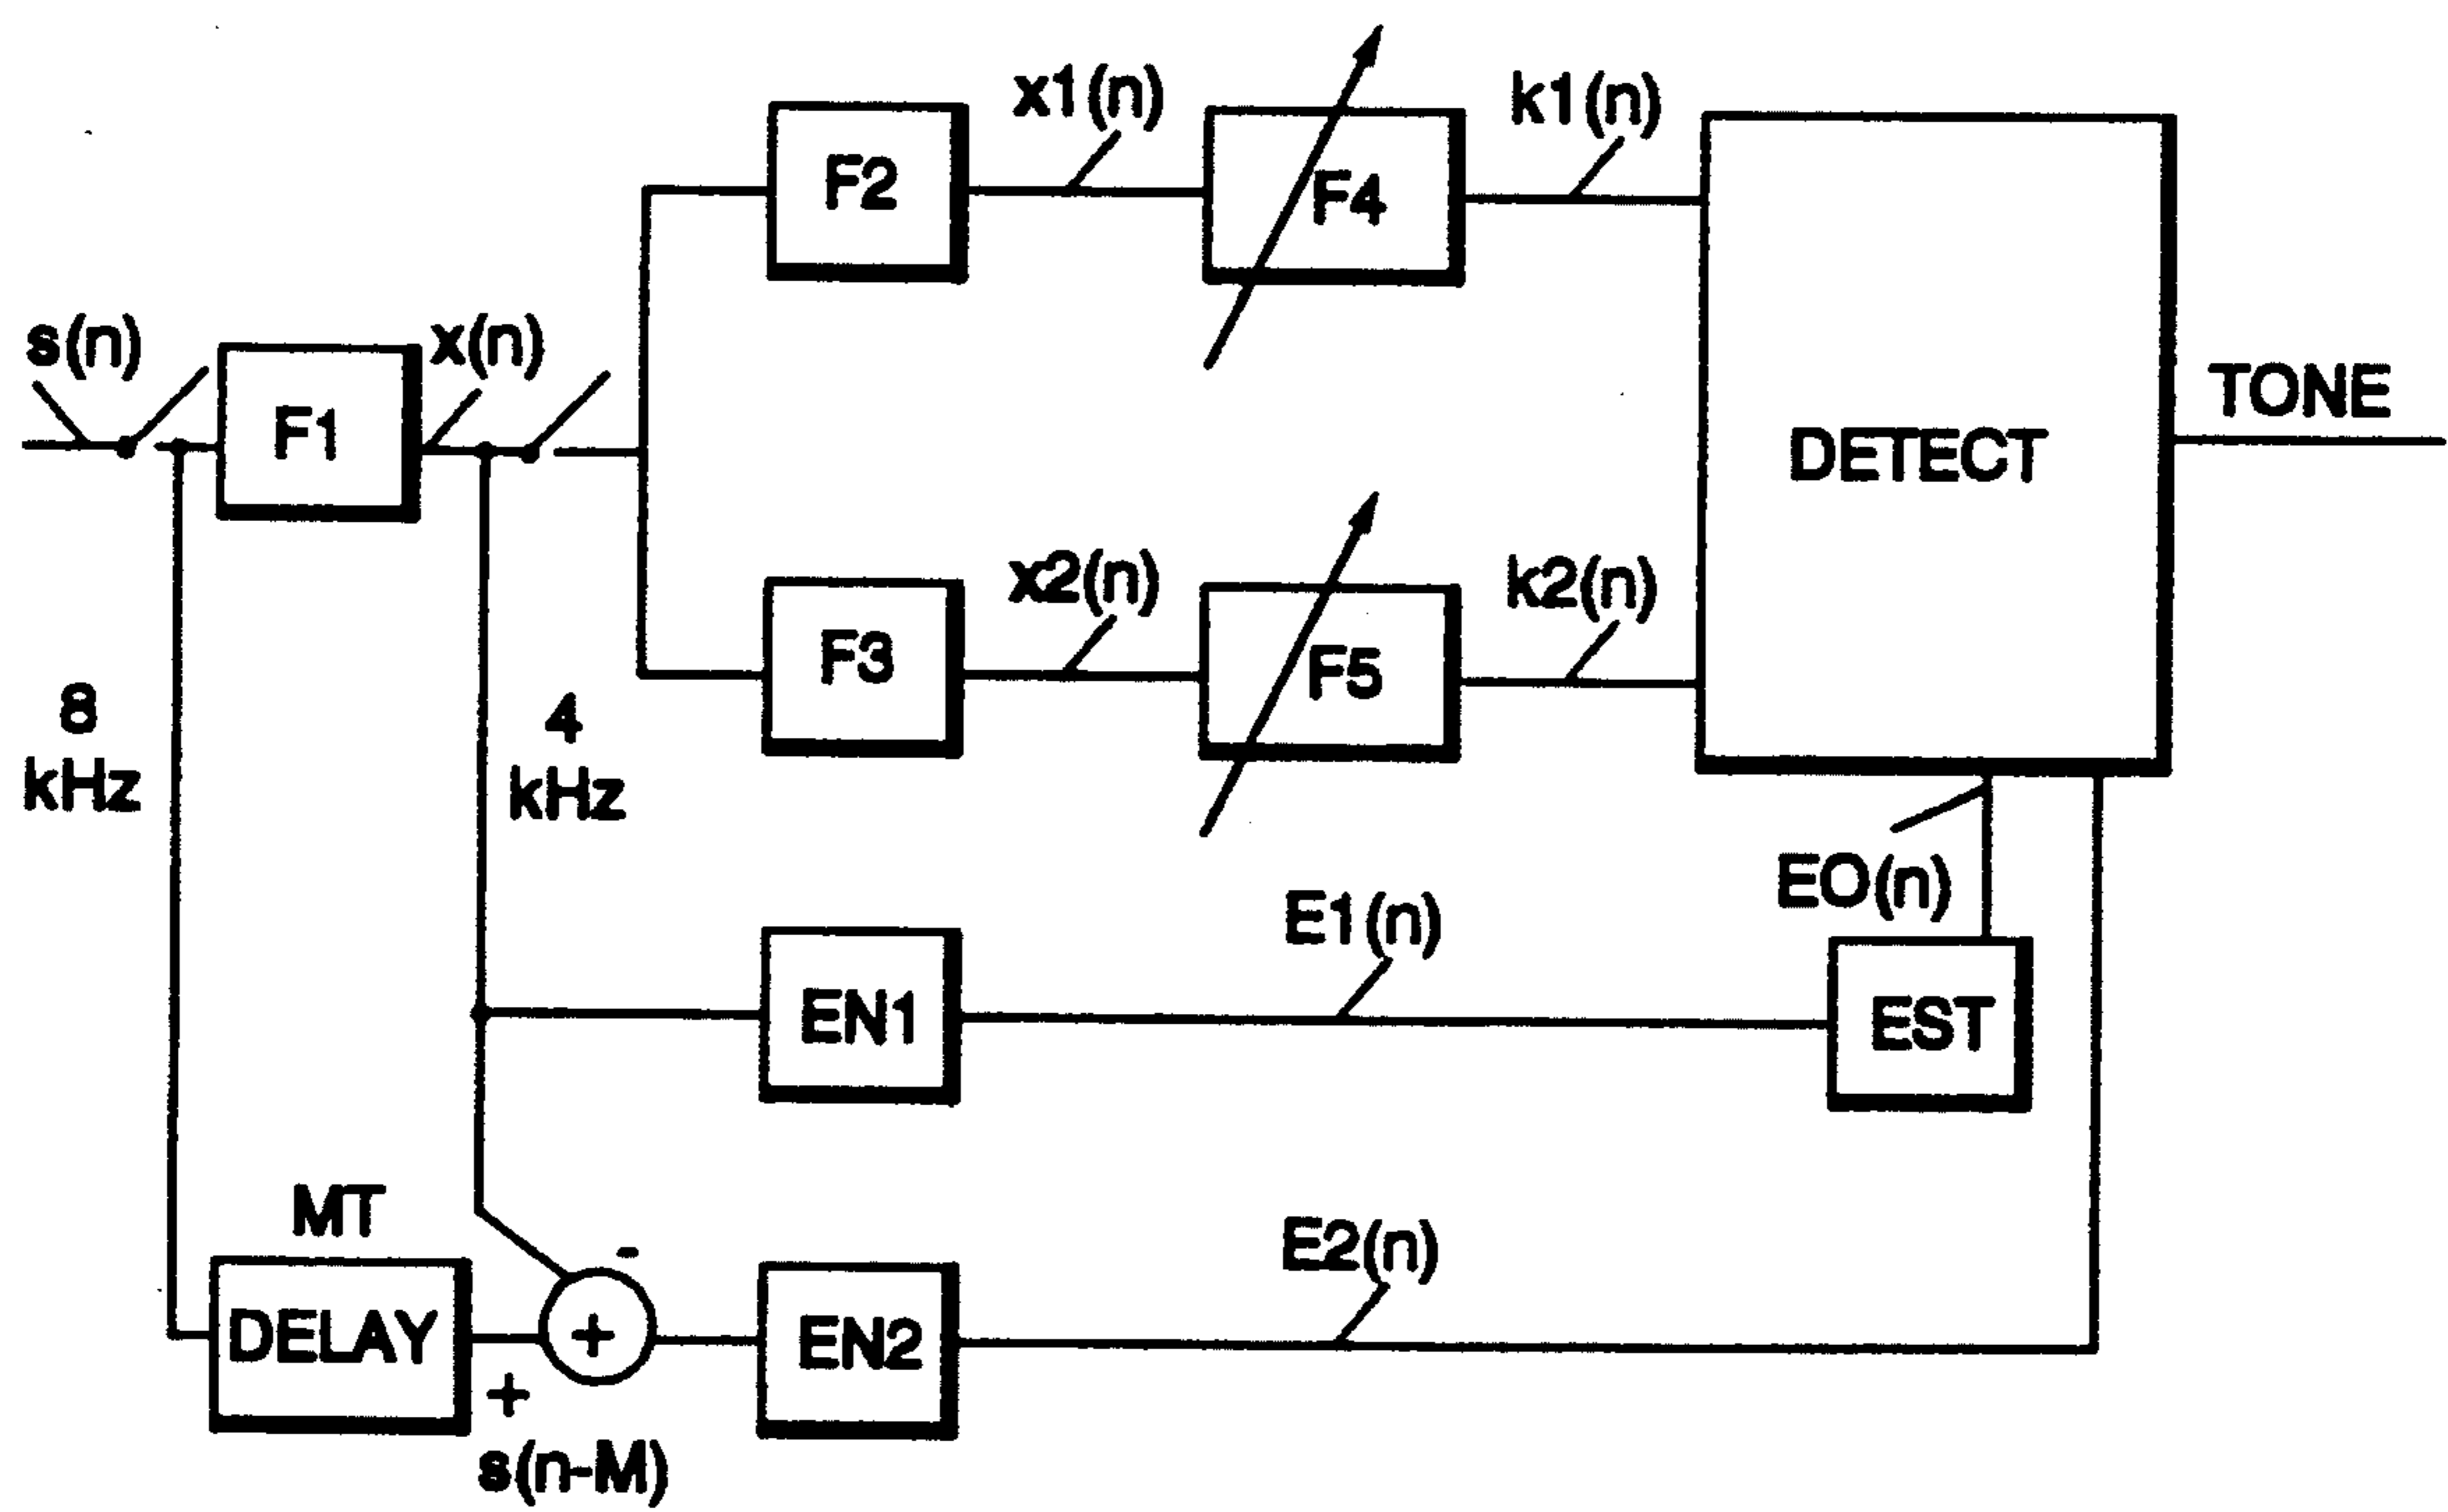 x1(n)
k1(n)
F2
F4
s(n)
x(n)
F1
TONE
DETECT
x2(n)
k2(n)
F3
F5
8
kHz
4
kHz
EO(n)
E1(n)
EN1
EST
MT
-
E2(n)
DELAY
+
EN2
+
s(n-M)